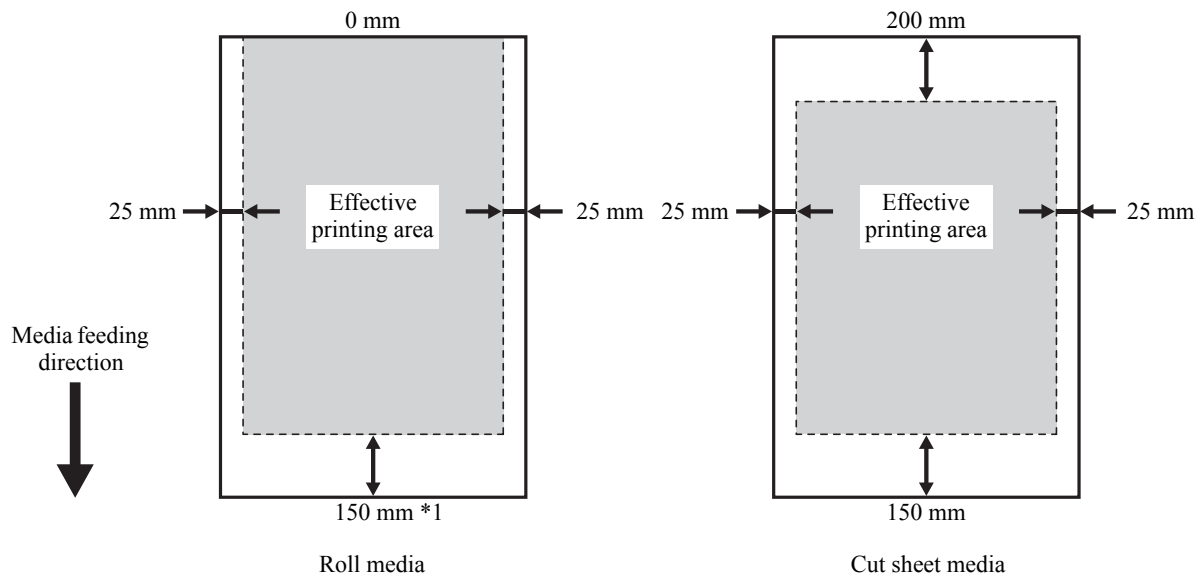 0 mm
200 mm
25 mm
Effective
printing area
25 mm
25 mm
Effective
printing area
25 mm
Media feeding
direction
150 mm *1
150 mm
Roll media
Cut sheet media